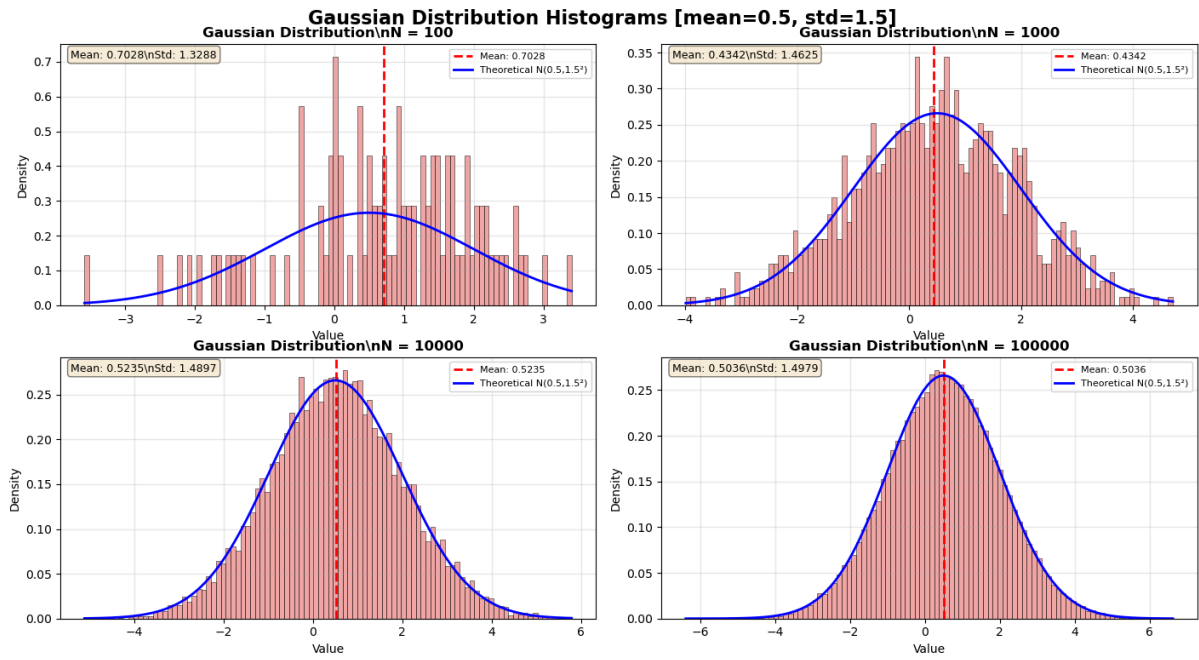 Gaussian Distribution Histograms [mean=0.5, std=1.5]
Gaussian Distribution\nN = 100
Mean: 0.7028\nStd: 1.3288
Mean: 0.7028
Theoretical N(0.5,1.5²)
Density
0.7
0.6
0.5
0.4
0.3
0.2
0.1
0.0
−3
−2
−1
0
1
2
3
Value
Gaussian Distribution\nN = 1000
Mean: 0.4342\nStd: 1.4625
Mean: 0.4342
Theoretical N(0.5,1.5²)
Density
0.35
0.30
0.25
0.20
0.15
0.10
0.05
0.00
−4
−2
0
2
4
Value
Gaussian Distribution\nN = 10000
Mean: 0.5235\nStd: 1.4897
Mean: 0.5235
Theoretical N(0.5,1.5²)
Density
0.25
0.20
0.15
0.10
0.05
0.00
−4
−2
0
2
4
6
Value
Gaussian Distribution\nN = 100000
Mean: 0.5036\nStd: 1.4979
Mean: 0.5036
Theoretical N(0.5,1.5²)
Density
0.25
0.20
0.15
0.10
0.05
0.00
−6
−4
−2
0
2
4
6
Value